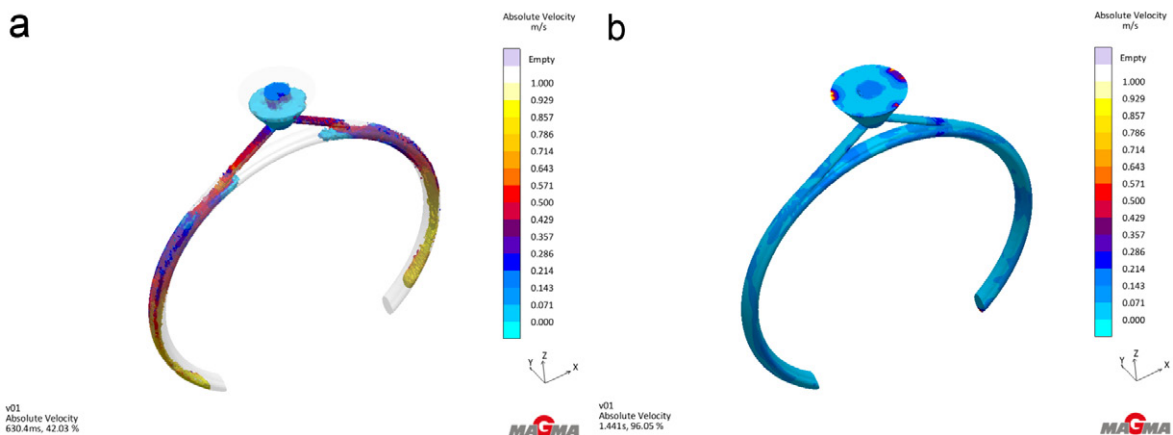 a
Absolute Velocity
m/s
Empty
1.000
0.929
0.857
0.786
0.714
0.643
0.571
0.500
0.429
0.357
0.286
0.214
0.143
0.071
0.000
Y Z X
v01
Absolute Velocity
630.4ms, 42.03 %
MAGMA
b
Absolute Velocity
m/s
Empty
1.000
0.929
0.857
0.786
0.714
0.643
0.571
0.500
0.429
0.357
0.286
0.214
0.143
0.071
0.000
Y Z X
v01
Absolute Velocity
1.441s, 96.05 %
MAGMA